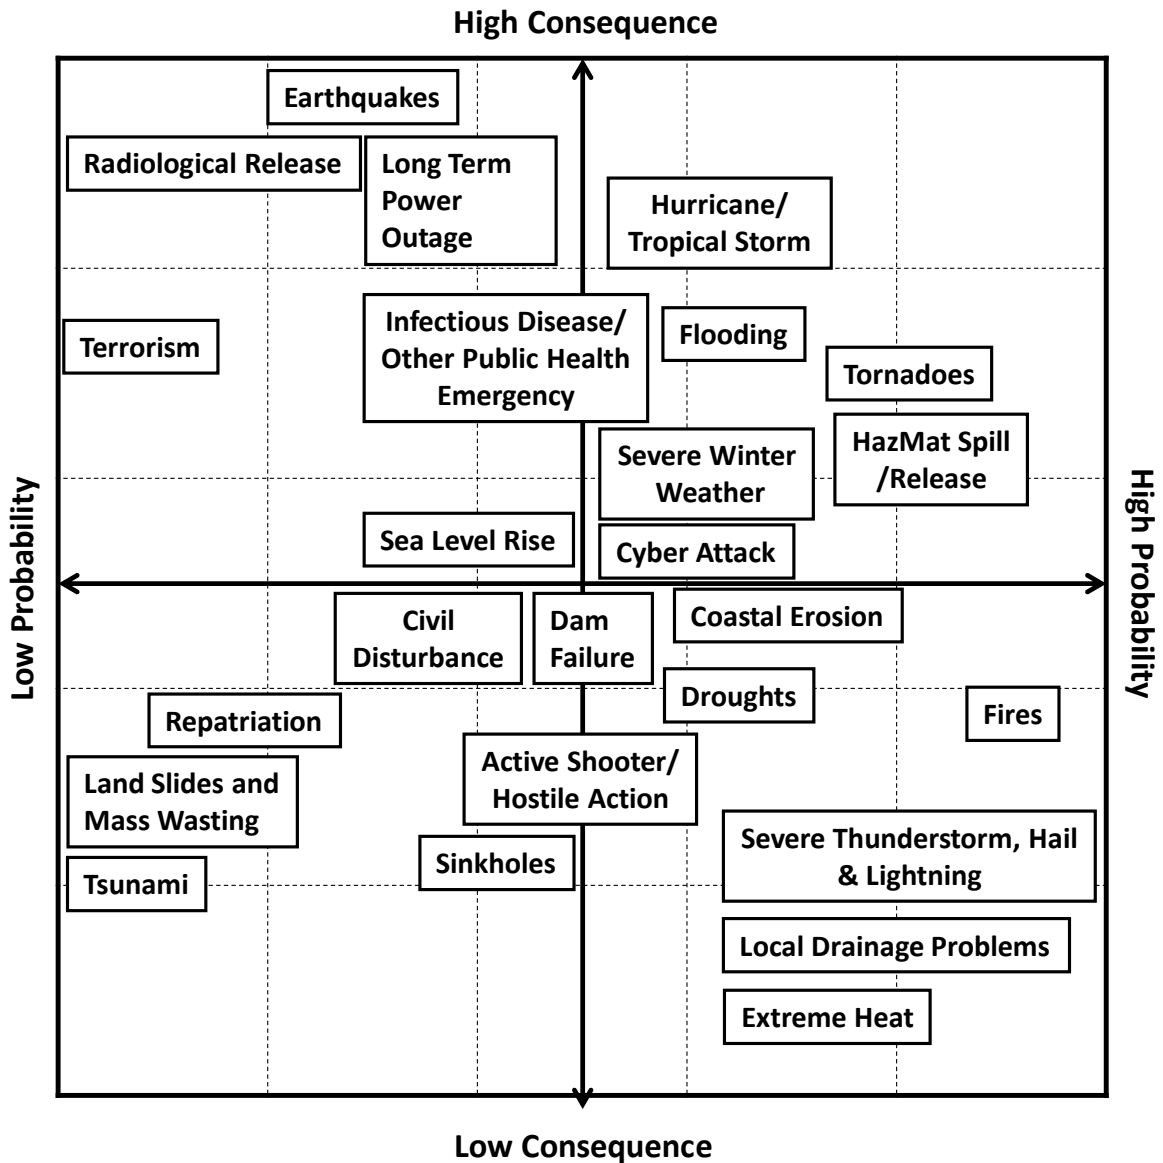 High Consequence
Earthquakes
Radiological Release
Long Term
Power
Outage
Hurricane/
Tropical Storm
Terrorism
Infectious Disease/
Other Public Health
Emergency
Flooding
Tornadoes
HazMat Spill
/Release
Severe Winter
Weather
Sea Level Rise
Cyber Attack
Low Probability
High Probability
Civil
Disturbance
Dam
Failure
Coastal Erosion
Droughts
Fires
Repatriation
Land Slides and
Mass Wasting
Active Shooter/
Hostile Action
Tsunami
Sinkholes
Severe Thunderstorm, Hail
& Lightning
Local Drainage Problems
Extreme Heat
Low Consequence